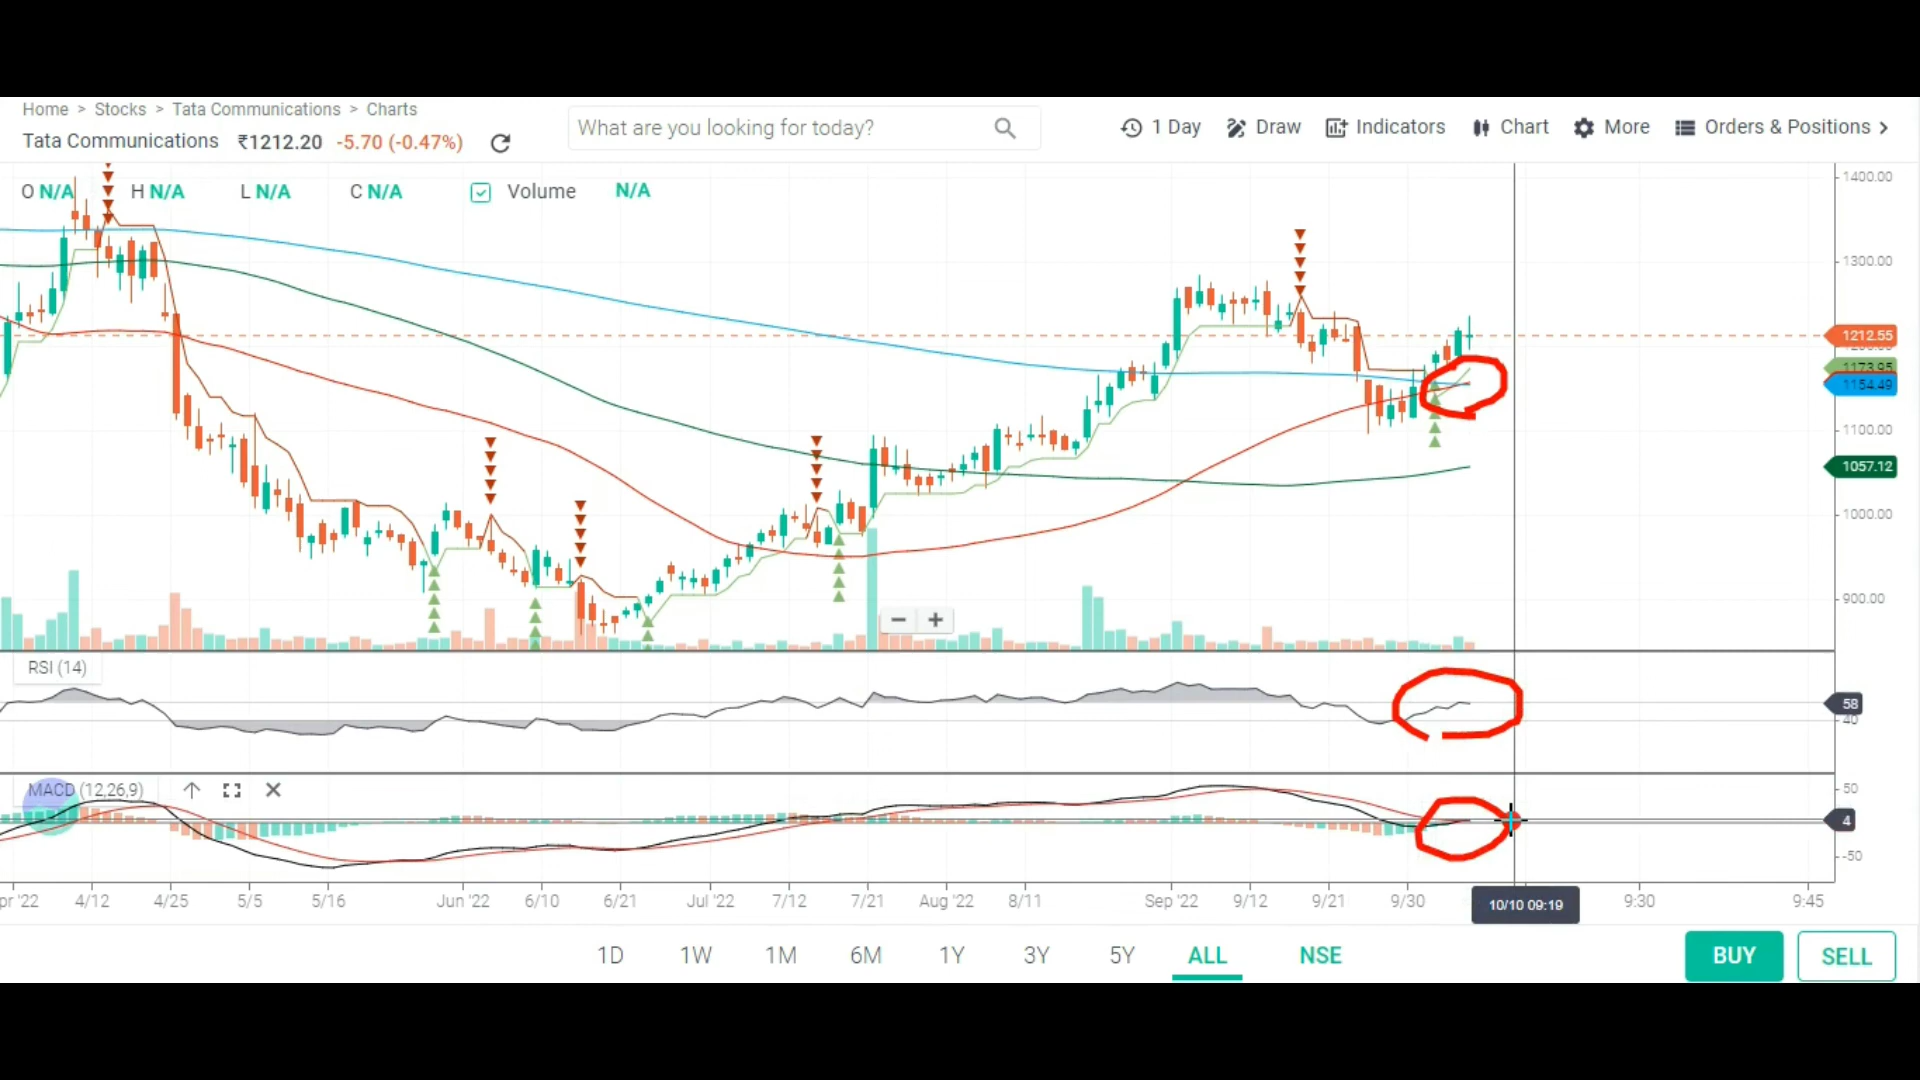 Home > Stocks > Tata Communications > Charts
Tata Communications ₹1212.20 -5.70 (-0.47%)
What are you looking for today?
1 Day Draw Indicators Chart More Orders & Positions >
O N/A H N/A L N/A C N/A Volume N/A
1400.00
1300.00
1212.55
1173.95
1154.49
1100.00
1057.12
1000.00
900.00
− +
RSI (14)
58
40
MACD (12,26,9)
50
4
-50
pr '22 4/12 4/25 5/5 5/16 Jun '22 6/10 6/21 Jul '22 7/12 7/21 Aug '22 8/11 Sep '22 9/12 9/21 9/30 10/10 09:19 9:30 9:45
1D 1W 1M 6M 1Y 3Y 5Y ALL NSE
BUY SELL